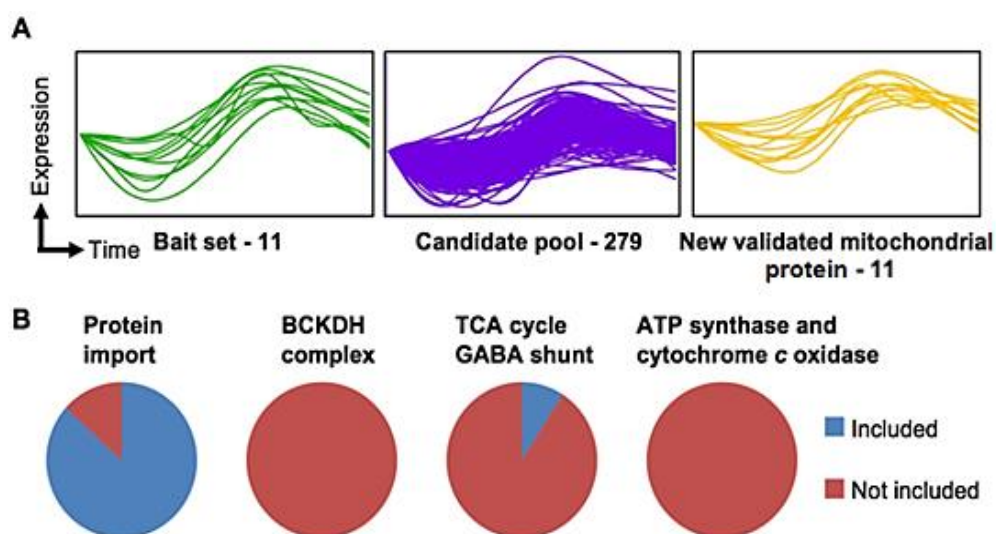 A
Expression
Time
Bait set - 11
Candidate pool - 279
New validated mitochondrial
protein - 11
B
Protein
import
BCKDH
complex
TCA cycle
GABA shunt
ATP synthase and
cytochrome c oxidase
Included
Not included